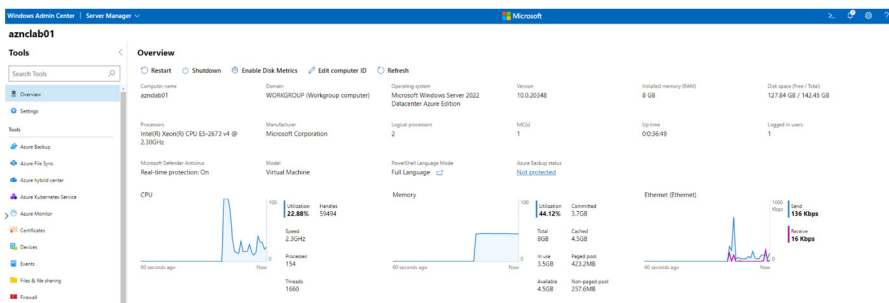 Windows Admin Center | Server Manager
Microsoft
aznclab01
Tools
Search Tools
Overview
Settings
Tools
Azure Backup
Azure File Sync
Azure hybrid center
Azure Kubernetes Service
Azure Monitor
Certificates
Devices
Events
Files & file sharing
Firewall
Overview
Restart Shutdown Enable Disk Metrics Edit computer ID Refresh
Computer name Domain Operating system Version Installed memory (RAM) Disk space (Free / Total)
aznclab01 WORKGROUP (Workgroup computer) Microsoft Windows Server 2022 10.0.20348 8 GB 127.84 GB / 142.45 GB
Datacenter Azure Edition
Processors Manufacturer Logical processors NIC(s) Up time Logged in users
Intel(R) Xeon(R) CPU E5-2673 v4 @ Microsoft Corporation 2 1 0:0:36:49 1
2.30GHz
Microsoft Defender Antivirus Model PowerShell Language Mode Azure Backup status
Real-time protection: On Virtual Machine Full Language Not protected
CPU
100
0
60 seconds ago Now
Utilization Handles
22.88% 59494
Speed
2.3GHz
Processes
154
Threads
1660
Memory
100
0
60 seconds ago Now
Utilization Committed
44.12% 3.7GB
Total Cached
8GB 4.5GB
In use Paged pool
3.5GB 423.2MB
Available Non-paged pool
4.5GB 257.6MB
Ethernet (Ethernet)
1000
Kbps
0
60 seconds ago Now
Send
136 Kbps
Receive
16 Kbps